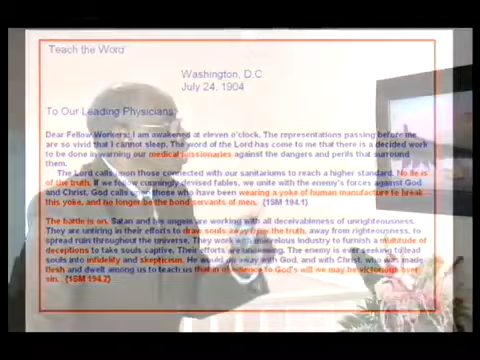 Teach the Word
Washington, D.C.
July 24, 1904
To Our Leading Physicians:
Dear Fellow Workers: I am awakened at eleven o'clock. The representations passing before me
are so vivid that I cannot sleep. The word of the Lord has come to me that there is a decided work
to be done in warning our medical missionaries against the dangers and perils that surround
them.
The Lord calls upon those connected with our sanitariums to reach a higher standard. No lie is
of the truth. If we follow cunningly devised fables, we unite with the enemy's forces against God
and Christ. God calls upon those who have been wearing a yoke of human manufacture to break
this yoke, and no longer be the bond servants of men. {1SM 194.1}
The battle is on. Satan and his angels are working with all deceivableness of unrighteousness.
They are untiring in their efforts to draw souls away from the truth, away from righteousness, to
spread ruin throughout the universe. They work with marvelous industry to furnish a multitude of
deceptions to take souls captive. Their efforts are unceasing. The enemy is ever seeking to lead
souls into infidelity and skepticism. He would do away with God, and with Christ, who was made
flesh and dwelt among us to teach us that in obedience to God's will we may be victorious over
sin. {1SM 194.2}